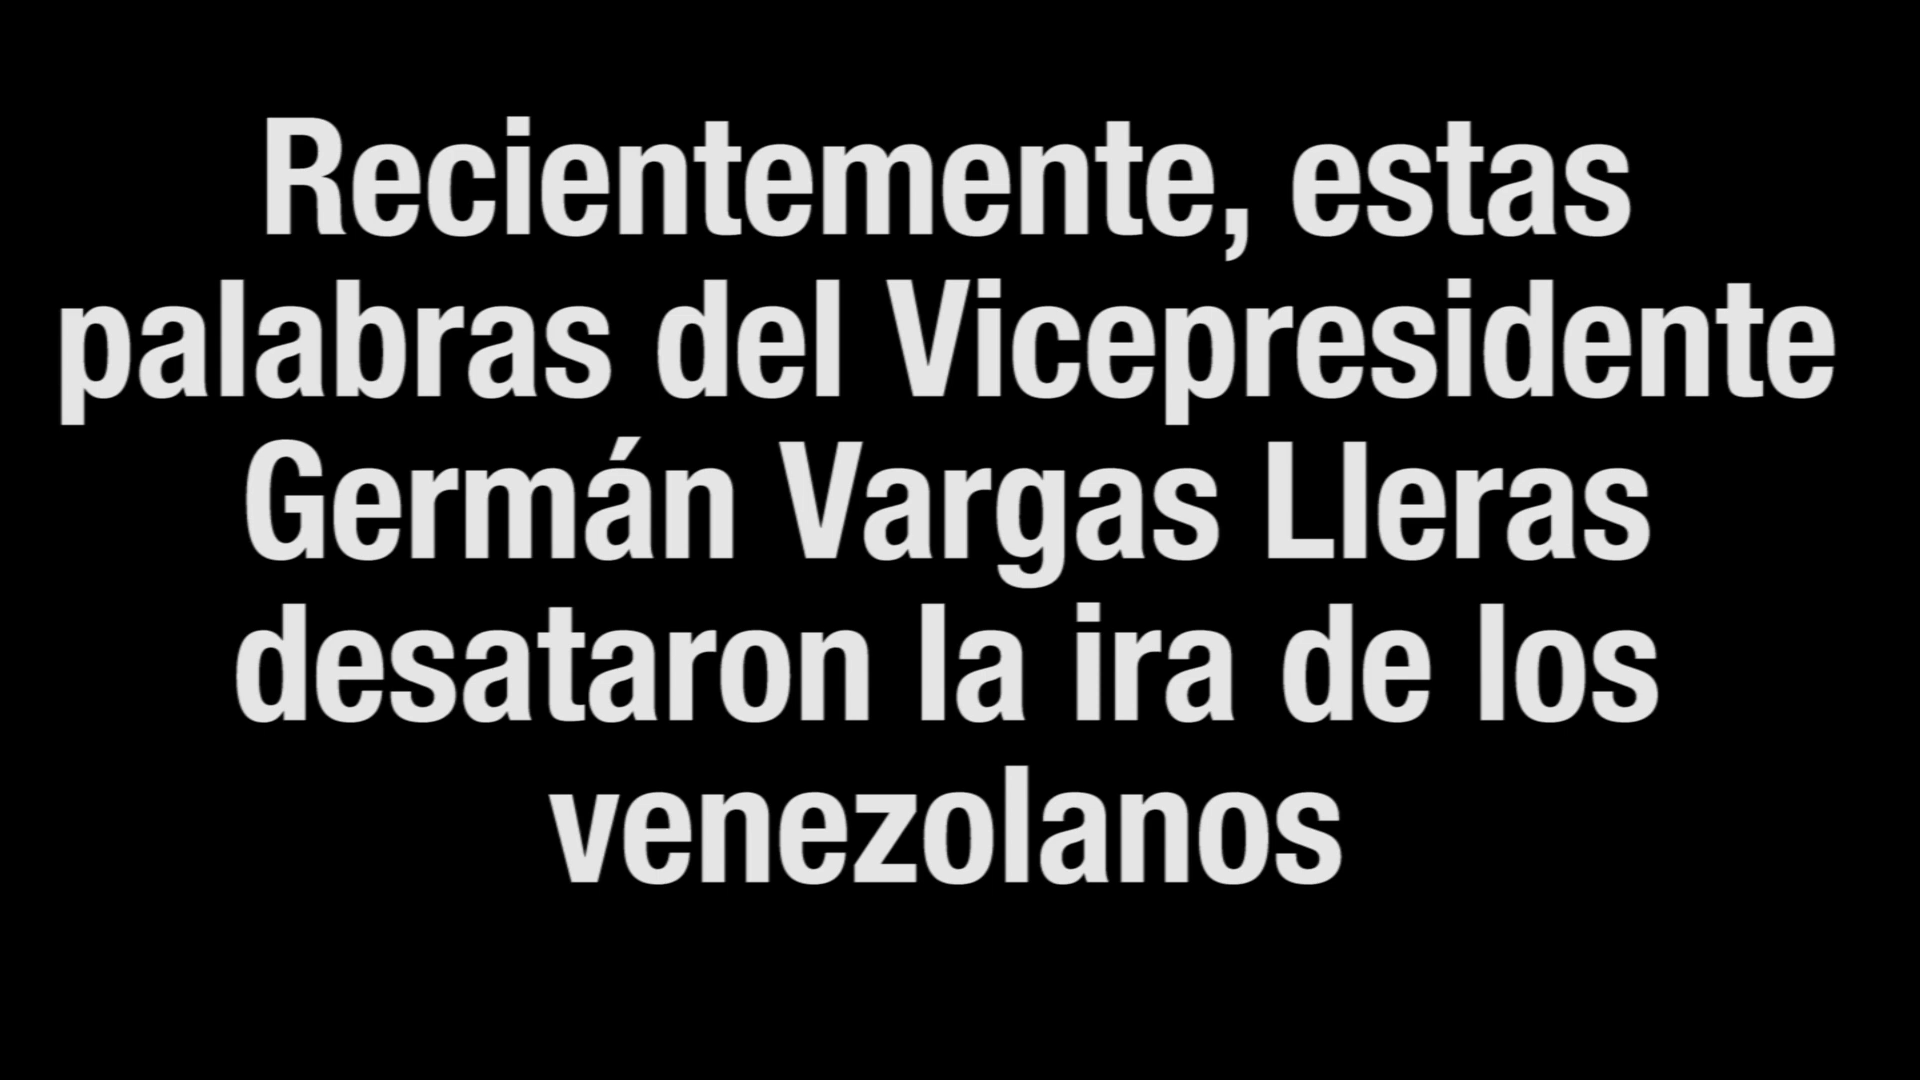 Recientemente, estas
palabras del Vicepresidente
Germán Vargas Lleras
desataron la ira de los
venezolanos